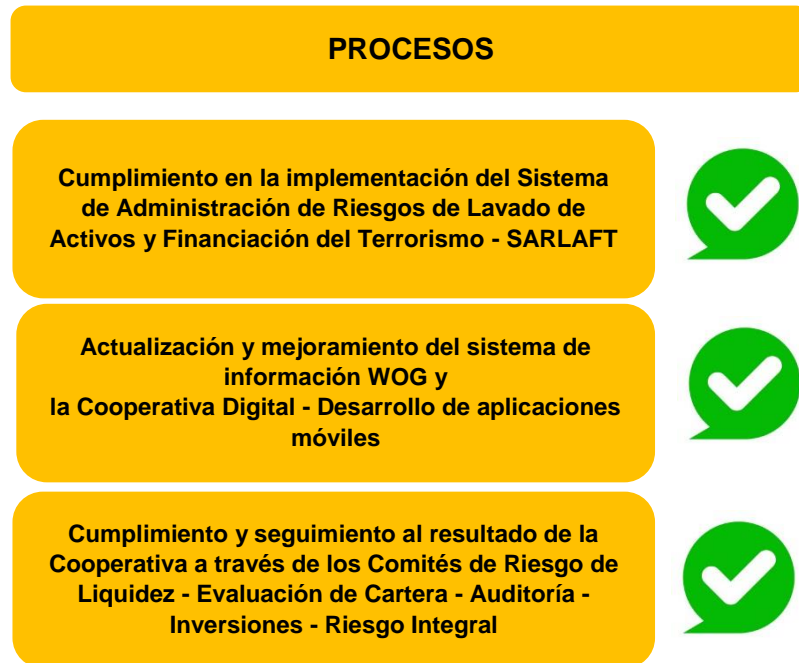 PROCESOS
Cumplimiento en la implementación del Sistema
de Administración de Riesgos de Lavado de
Activos y Financiación del Terrorismo - SARLAFT
Actualización y mejoramiento del sistema de
información WOG y
la Cooperativa Digital - Desarrollo de aplicaciones
móviles
Cumplimiento y seguimiento al resultado de la
Cooperativa a través de los Comités de Riesgo de
Liquidez - Evaluación de Cartera - Auditoría -
Inversiones - Riesgo Integral